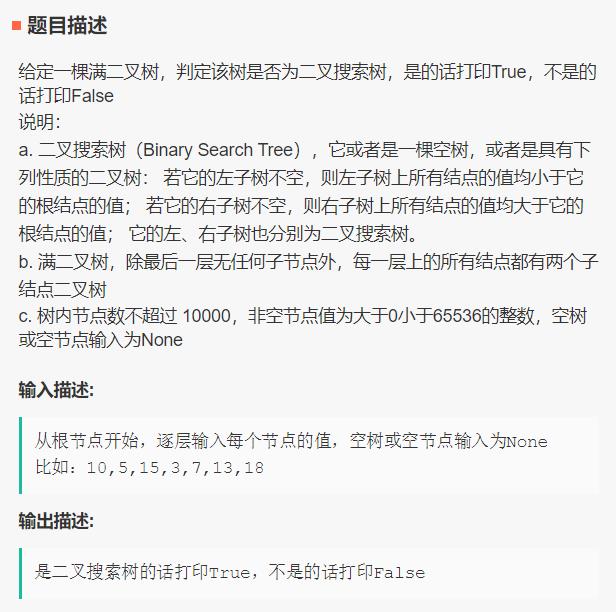 题目描述
给定一棵满二叉树，判定该树是否为二叉搜索树，是的话打印True，不是的
话打印False
说明：
a. 二叉搜索树（Binary Search Tree），它或者是一棵空树，或者是具有下
列性质的二叉树： 若它的左子树不空，则左子树上所有结点的值均小于它
的根结点的值； 若它的右子树不空，则右子树上所有结点的值均大于它的
根结点的值； 它的左、右子树也分别为二叉搜索树。
b. 满二叉树，除最后一层无任何子节点外，每一层上的所有结点都有两个子
结点二叉树
c. 树内节点数不超过 10000，非空节点值为大于0小于65536的整数，空树
或空节点输入为None
输入描述:
从根节点开始，逐层输入每个节点的值，空树或空节点输入为None
比如：10,5,15,3,7,13,18
输出描述:
是二叉搜索树的话打印True，不是的话打印False